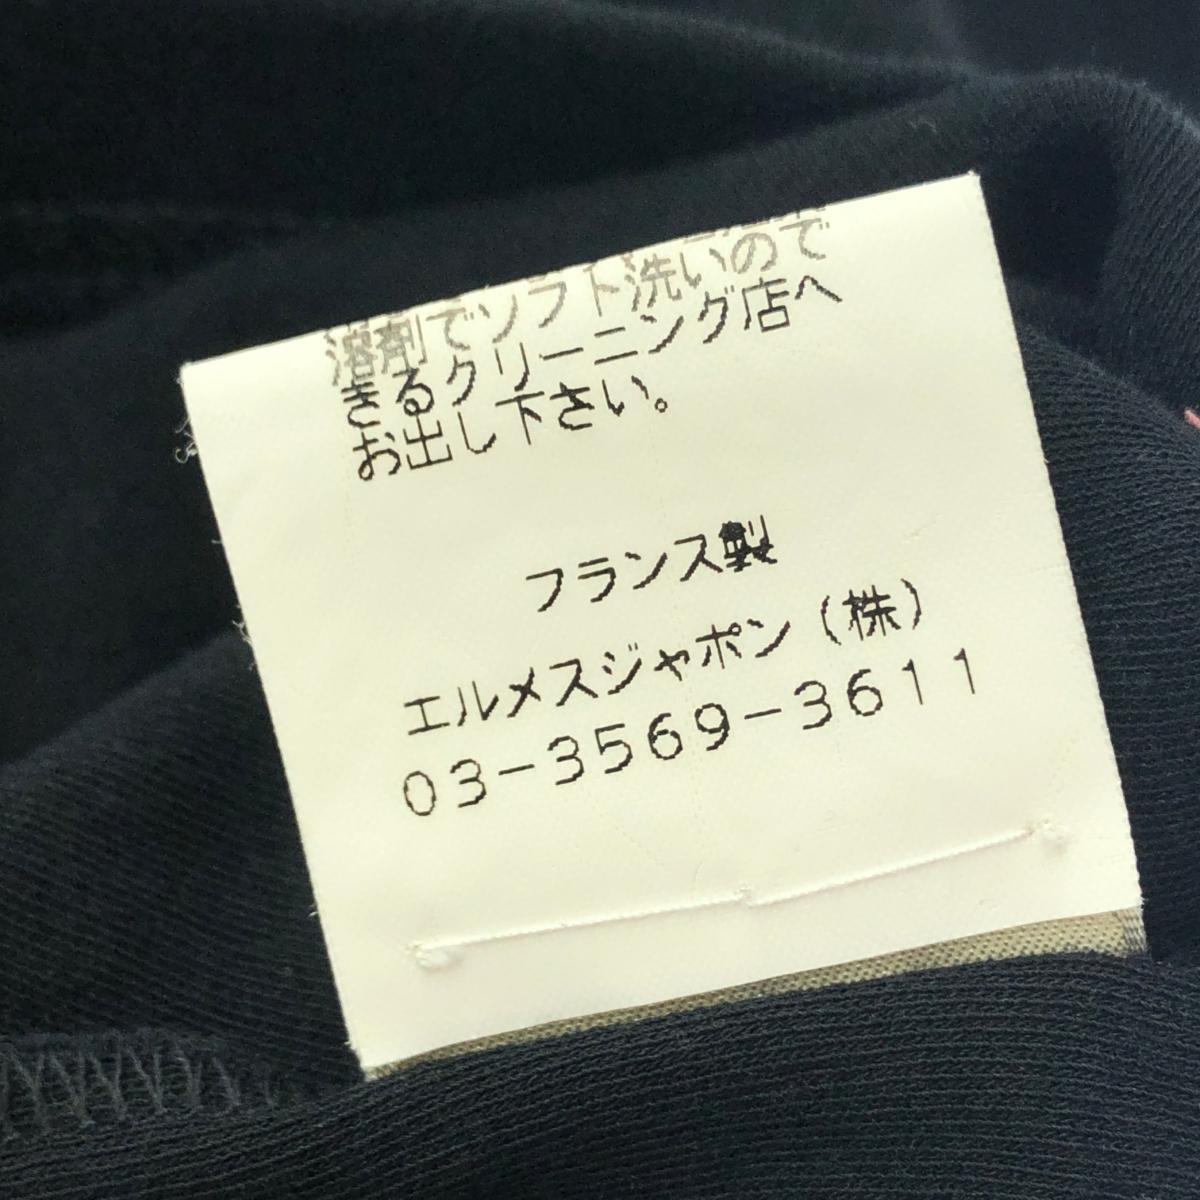 溶剤でソフト洗いので
きるクリーニング店へ
お出し下さい。
フランス製
エルメスジャポン(株)
03-3569-3611